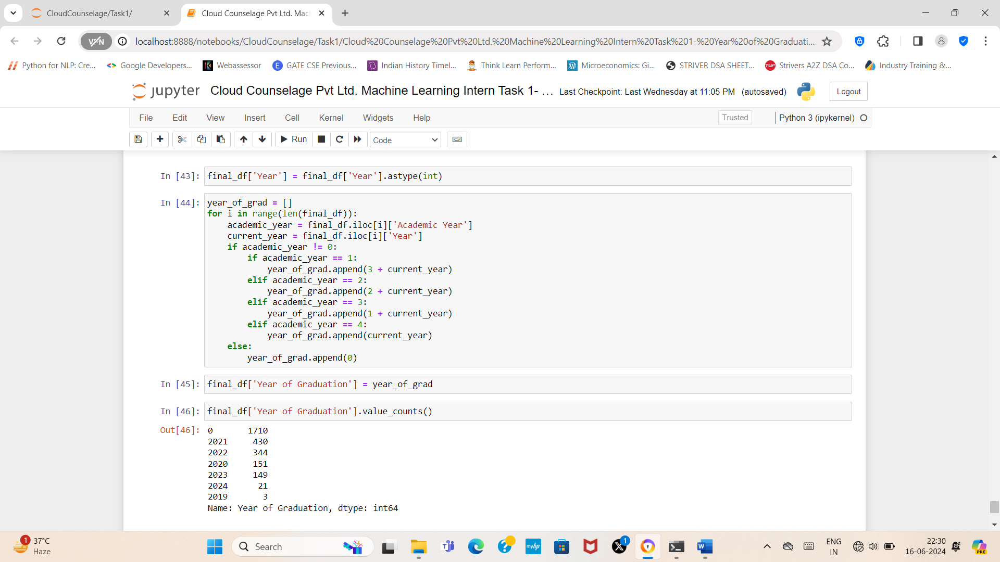 CloudCounselage/Task1/
Cloud Counselage Pvt Ltd. Mac
VPN
localhost:8888/notebooks/CloudCounselage/Task1/Cloud%20Counselage%20Pvt%20Ltd.%20Machine%20Learning%20Intern%20Task%201-%20Year%20of%20Graduati...
Python for NLP: Cre... Google Developers... Webassessor GATE CSE Previous... Indian History Timel... Think Learn Perform... Microeconomics: Gi... STRIVER DSA SHEET... TUF Strivers A2Z DSA Co... Industry Training &...
jupyter Cloud Counselage Pvt Ltd. Machine Learning Intern Task 1- ... Last Checkpoint: Last Wednesday at 11:05 PM (autosaved) Logout
File Edit View Insert Cell Kernel Widgets Help Trusted Python 3 (ipykernel)
Run Code
In [43]: final_df['Year'] = final_df['Year'].astype(int)
In [44]: year_of_grad = []
for i in range(len(final_df)):
    academic_year = final_df.iloc[i]['Academic Year']
    current_year = final_df.iloc[i]['Year']
    if academic_year != 0:
        if academic_year == 1:
            year_of_grad.append(3 + current_year)
        elif academic_year == 2:
            year_of_grad.append(2 + current_year)
        elif academic_year == 3:
            year_of_grad.append(1 + current_year)
        elif academic_year == 4:
            year_of_grad.append(current_year)
    else:
        year_of_grad.append(0)
In [45]: final_df['Year of Graduation'] = year_of_grad
In [46]: final_df['Year of Graduation'].value_counts()
Out[46]: 0 1710
2021 430
2022 344
2020 151
2023 149
2024 21
2019 3
Name: Year of Graduation, dtype: int64
1 37°C
Haze
Search
myhp
1
ENG
IN
22:30
16-06-2024
PRE